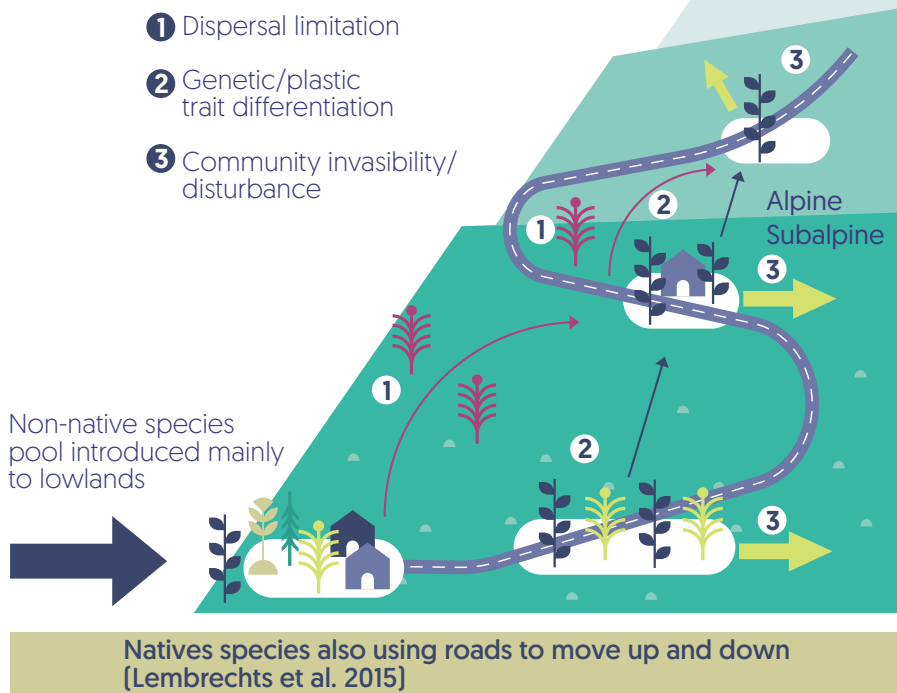 1 Dispersal limitation
2 Genetic/plastic
trait differentiation
3 Community invasibility/
disturbance
3
2
1
Alpine
Subalpine
3
1
Non-native species
pool introduced mainly
to lowlands
2
3
Natives species also using roads to move up and down
(Lembrechts et al. 2015)